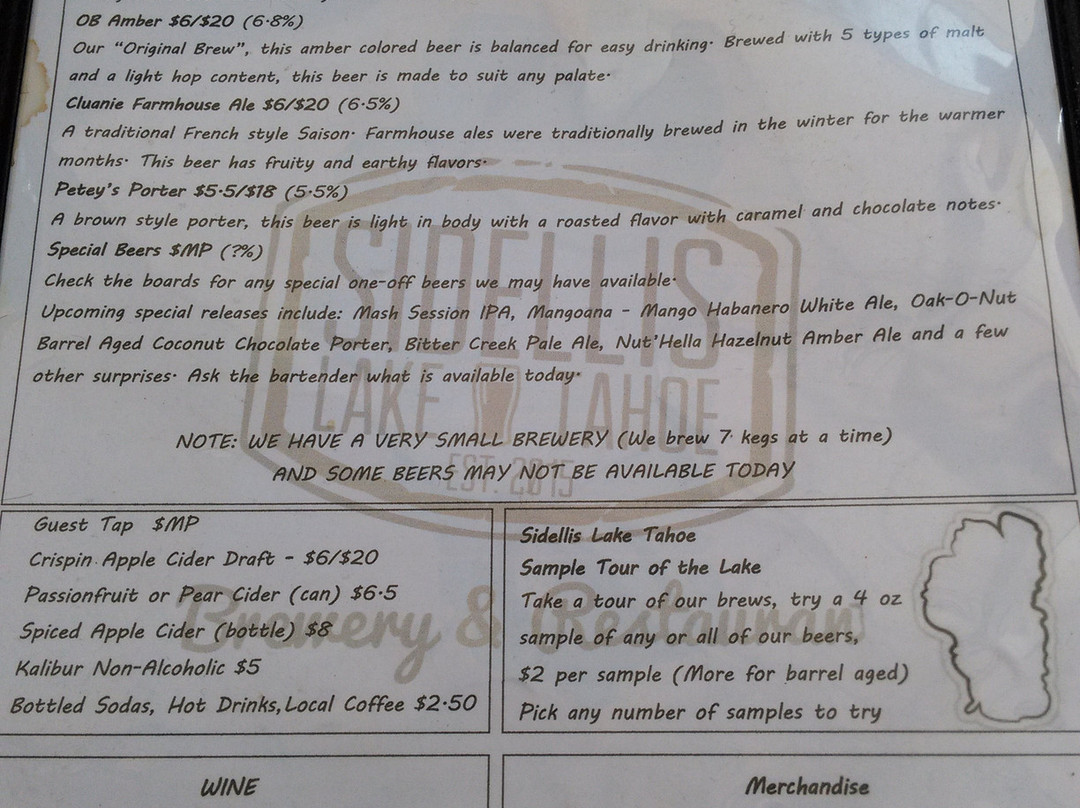 OB Amber $6/$20 (6·8%)
Our “Original Brew”, this amber colored beer is balanced for easy drinking· Brewed with 5 types of malt
and a light hop content, this beer is made to suit any palate·
Cluanie Farmhouse Ale $6/$20 (6·5%)
A traditional French style Saison· Farmhouse ales were traditionally brewed in the winter for the warmer
months· This beer has fruity and earthy flavors·
Petey's Porter $5·5/$18 (5·5%)
A brown style porter, this beer is light in body with a roasted flavor with caramel and chocolate notes·
Special Beers $MP (?%)
Check the boards for any special one-off beers we may have available·
Upcoming special releases include: Mash Session IPA, Mangoana - Mango Habanero White Ale, Oak-O-Nut
Barrel Aged Coconut Chocolate Porter, Bitter Creek Pale Ale, Nut'Hella Hazelnut Amber Ale and a few
other surprises· Ask the bartender what is available today·
SIDELLIS
LAKE TAHOE
EST. 2015
NOTE: WE HAVE A VERY SMALL BREWERY (We brew 7 kegs at a time)
AND SOME BEERS MAY NOT BE AVAILABLE TODAY
Guest Tap $MP
Crispin Apple Cider Draft - $6/$20
Passionfruit or Pear Cider (can) $6·5
Spiced Apple Cider (bottle) $8
Kalibur Non-Alcoholic $5
Bottled Sodas, Hot Drinks, Local Coffee $2·50
Sidellis Lake Tahoe
Sample Tour of the Lake
Take a tour of our brews, try a 4 oz
sample of any or all of our beers,
$2 per sample (More for barrel aged)
Pick any number of samples to try
Brewery & Restaurant
WINE
Merchandise